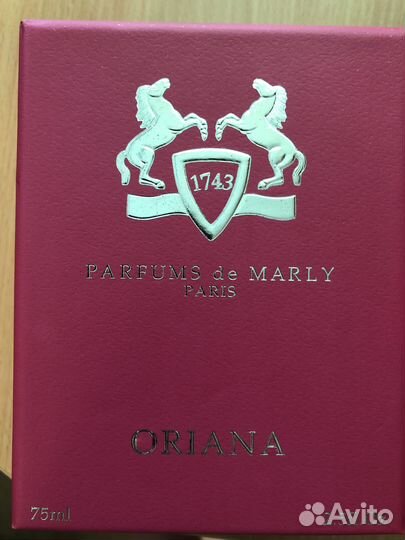 1743
PARFUMS de MARLY
PARIS
ORIANA
75ml
Avito